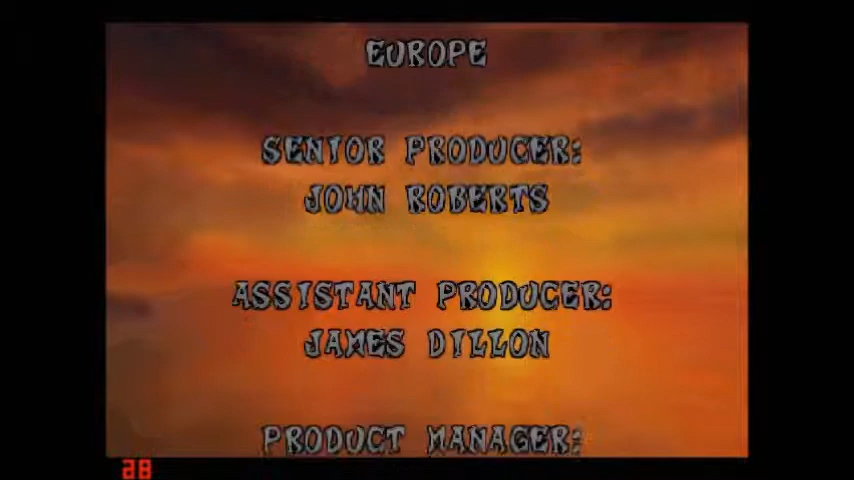 EUROPE
SENIOR PRODUCER:
JOHN ROBERTS
ASSISTANT PRODUCER:
JAMES DILLON
PRODUCT MANAGER:
28